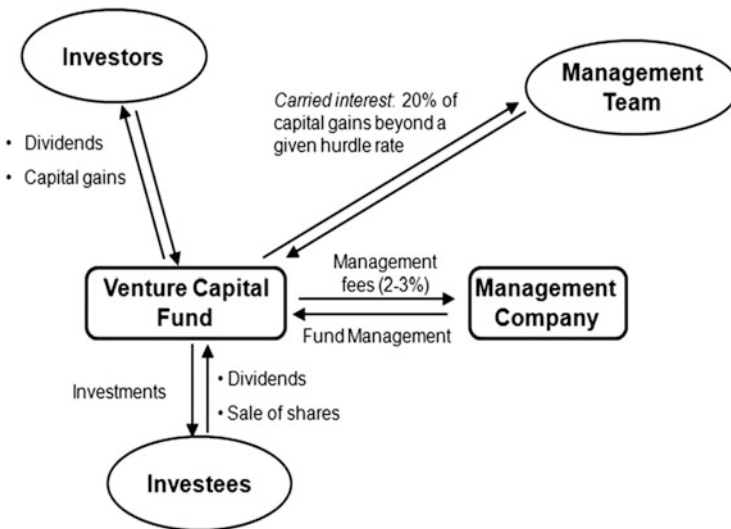 Investors
Management
Team
Carried interest: 20% of
capital gains beyond a
given hurdle rate
• Dividends
• Capital gains
Venture Capital
Fund
Management
fees (2-3%)
Fund Management
Management
Company
Investments
• Dividends
• Sale of shares
Investees